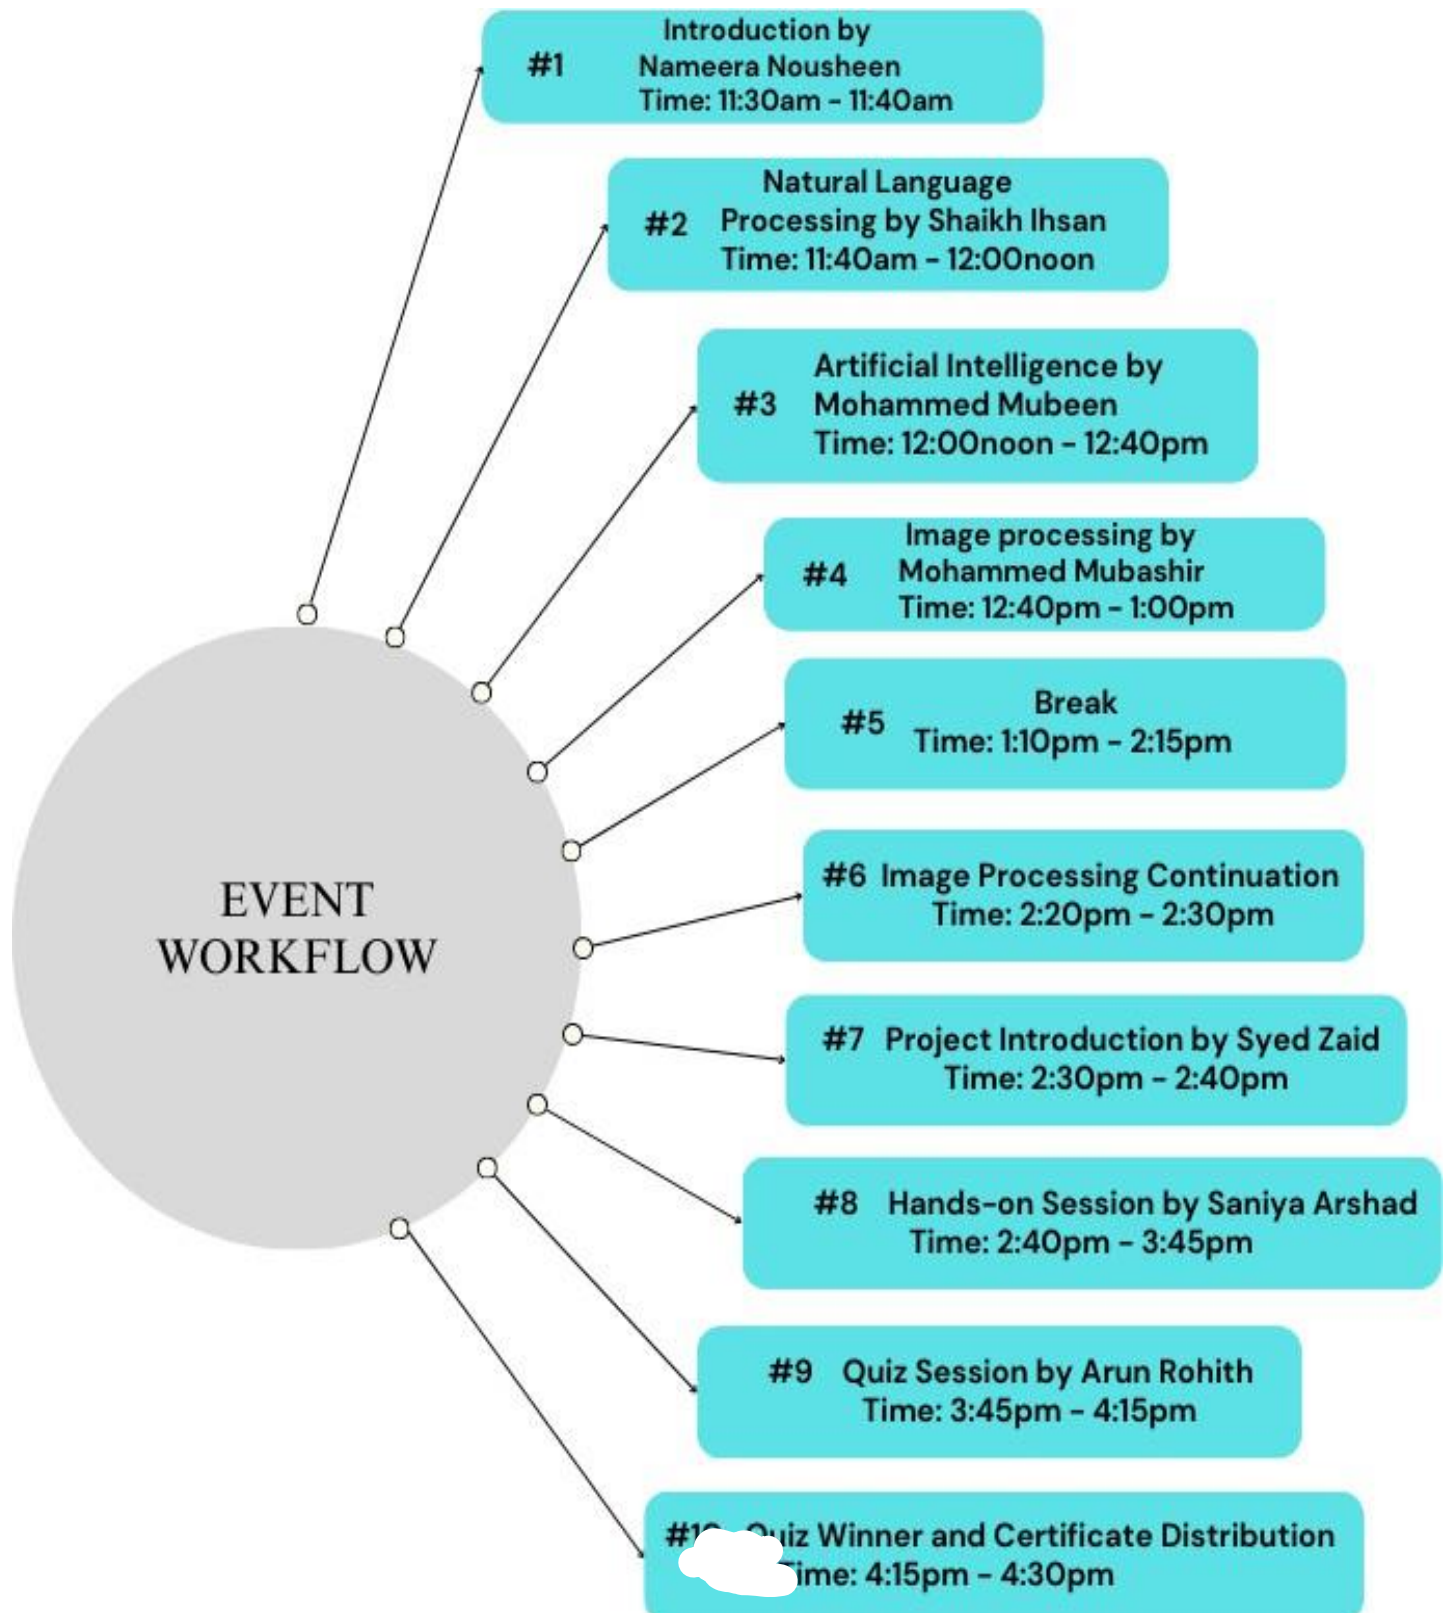 #1
Introduction by
Nameera Nousheen
Time: 11:30am - 11:40am
#2
Natural Language
Processing by Shaikh Ihsan
Time: 11:40am - 12:00noon
#3
Artificial Intelligence by
Mohammed Mubeen
Time: 12:00noon - 12:40pm
#4
Image processing by
Mohammed Mubashir
Time: 12:40pm - 1:00pm
#5
Break
Time: 1:10pm - 2:15pm
EVENT
WORKFLOW
#6 Image Processing Continuation
Time: 2:20pm - 2:30pm
#7 Project Introduction by Syed Zaid
Time: 2:30pm - 2:40pm
#8 Hands-on Session by Saniya Arshad
Time: 2:40pm - 3:45pm
#9 Quiz Session by Arun Rohith
Time: 3:45pm - 4:15pm
#10 Quiz Winner and Certificate Distribution
Time: 4:15pm - 4:30pm